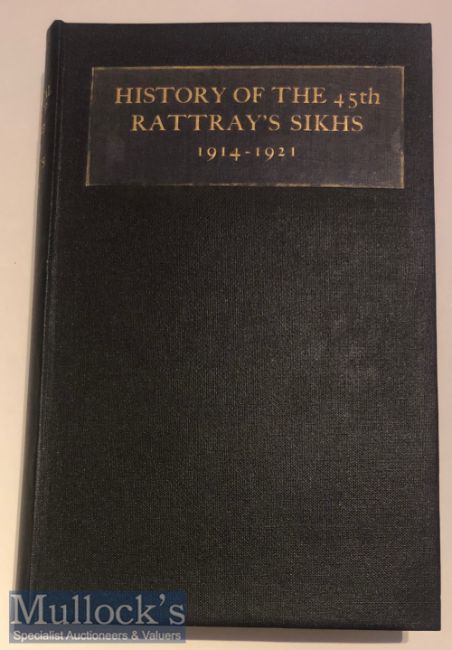 HISTORY OF THE 45th
RATTRAY'S SIKHS
1914-1921
Mullock's
Specialist Auctioneers & Valuers